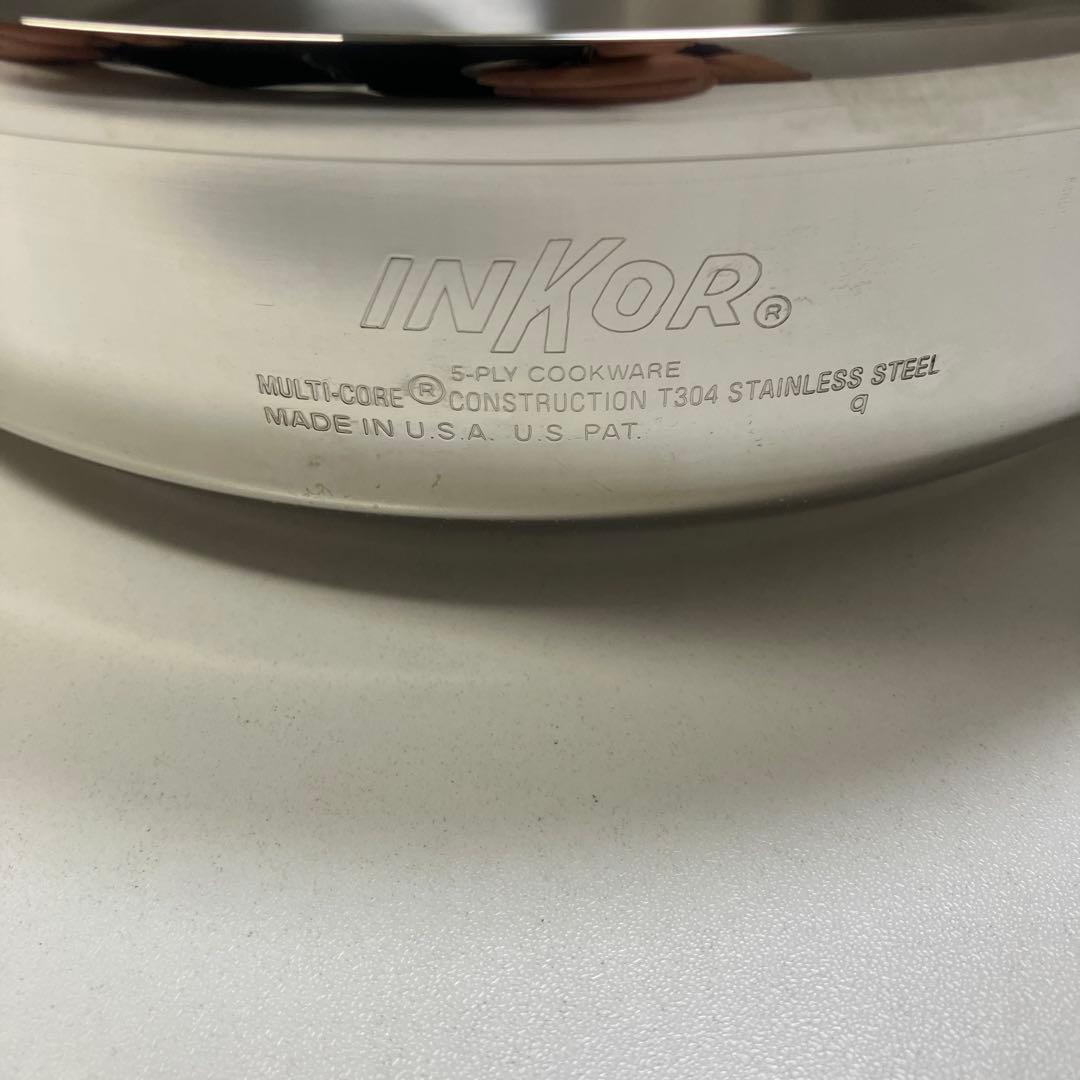 INKOR®
5-PLY COOKWARE
MULTI-CORE® CONSTRUCTION T304 STAINLESS STEEL
q
MADE IN U.S.A. U.S. PAT.